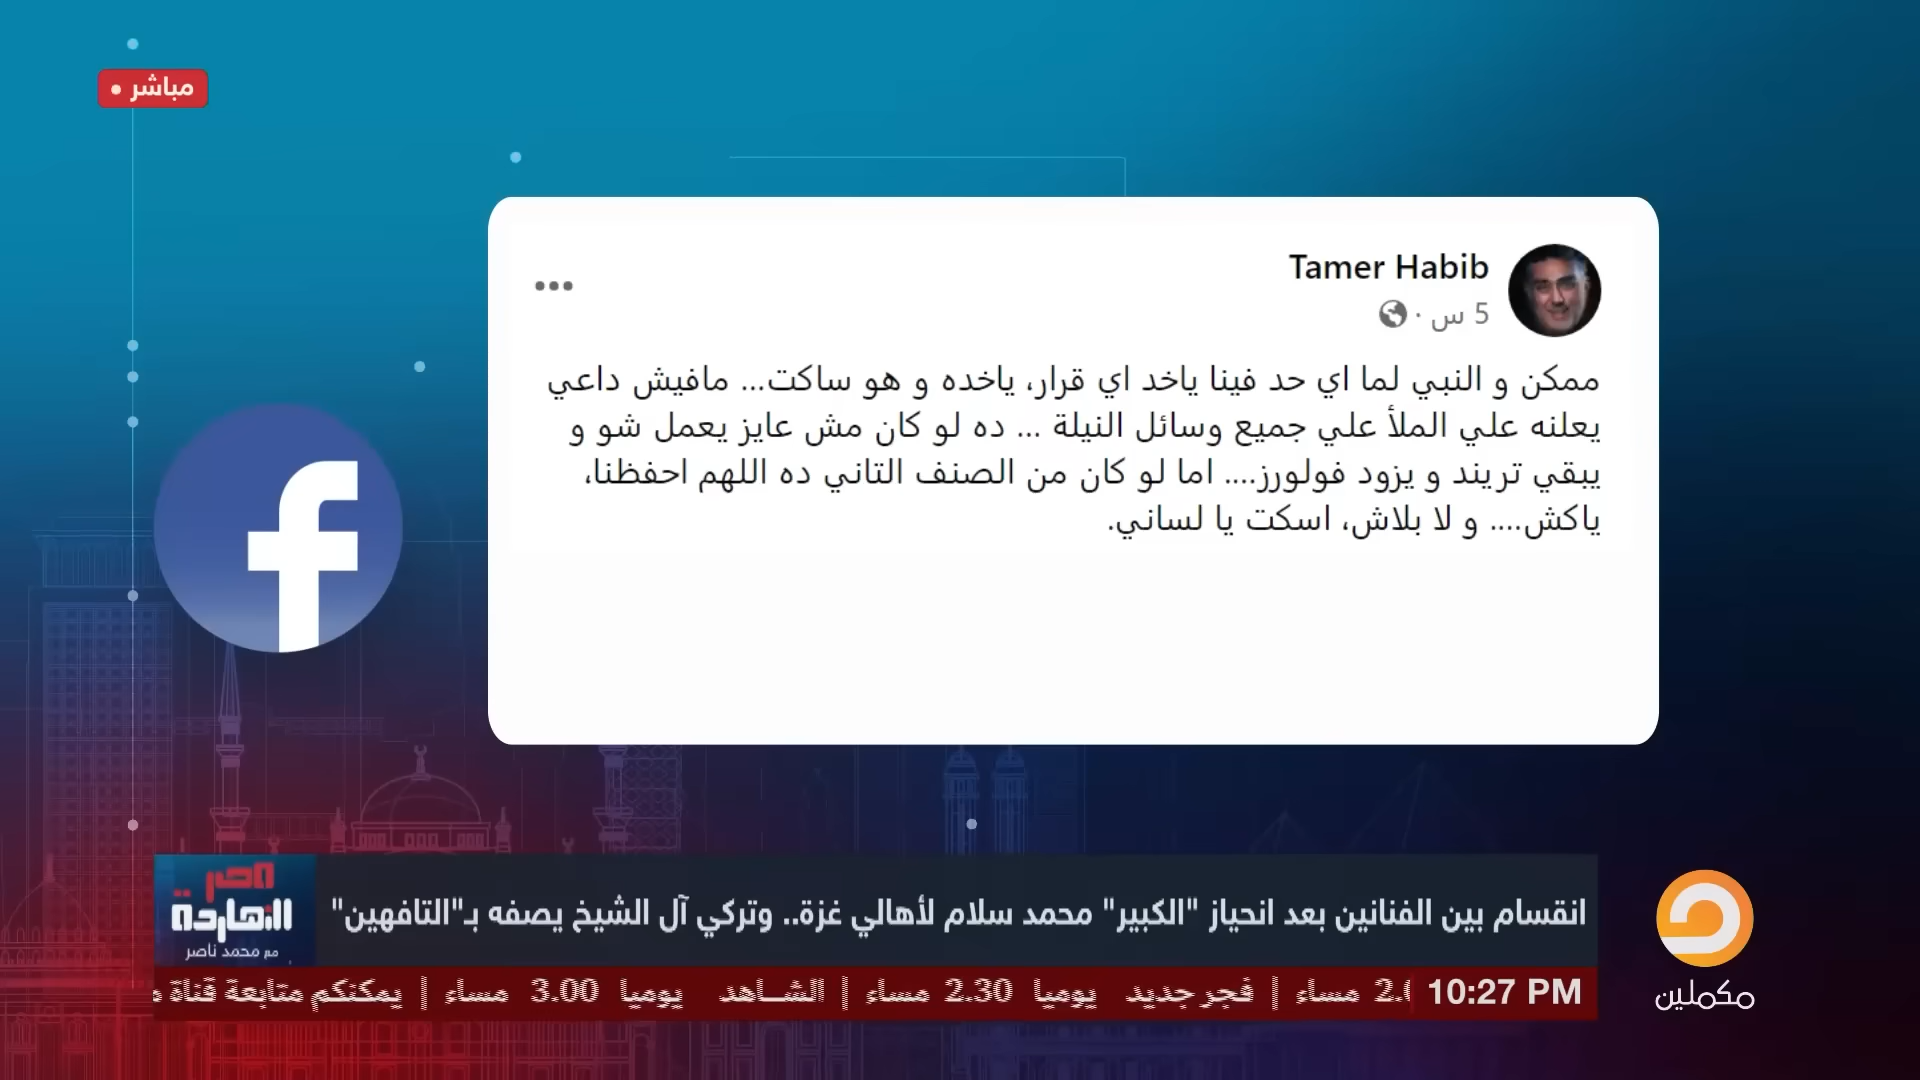 مباشر
Tamer Habib
5 س ·
ممكن و النبي لما اي حد فينا ياخد اي قرار، ياخده و هو ساكت... مافيش داعي
يعلنه علي الملأ علي جميع وسائل النيلة ... ده لو كان مش عايز يعمل شو و
يبقي تريند و يزود فولورز.... اما لو كان من الصنف التاني ده اللهم احفظنا،
ياكش.... و لا بلاش، اسكت يا لساني.
مصر
النهاردة
مع محمد ناصر
انقسام بين الفنانين بعد انحياز "الكبير" محمد سلام لأهالي غزة.. وتركي آل الشيخ يصفه بـ"التافهين"
10:27 PM
مساء | فجر جديد يوميا 2.30 مساء | الشاهد يوميا 3.00 مساء | يمكنكم متابعة قناة
مكملين